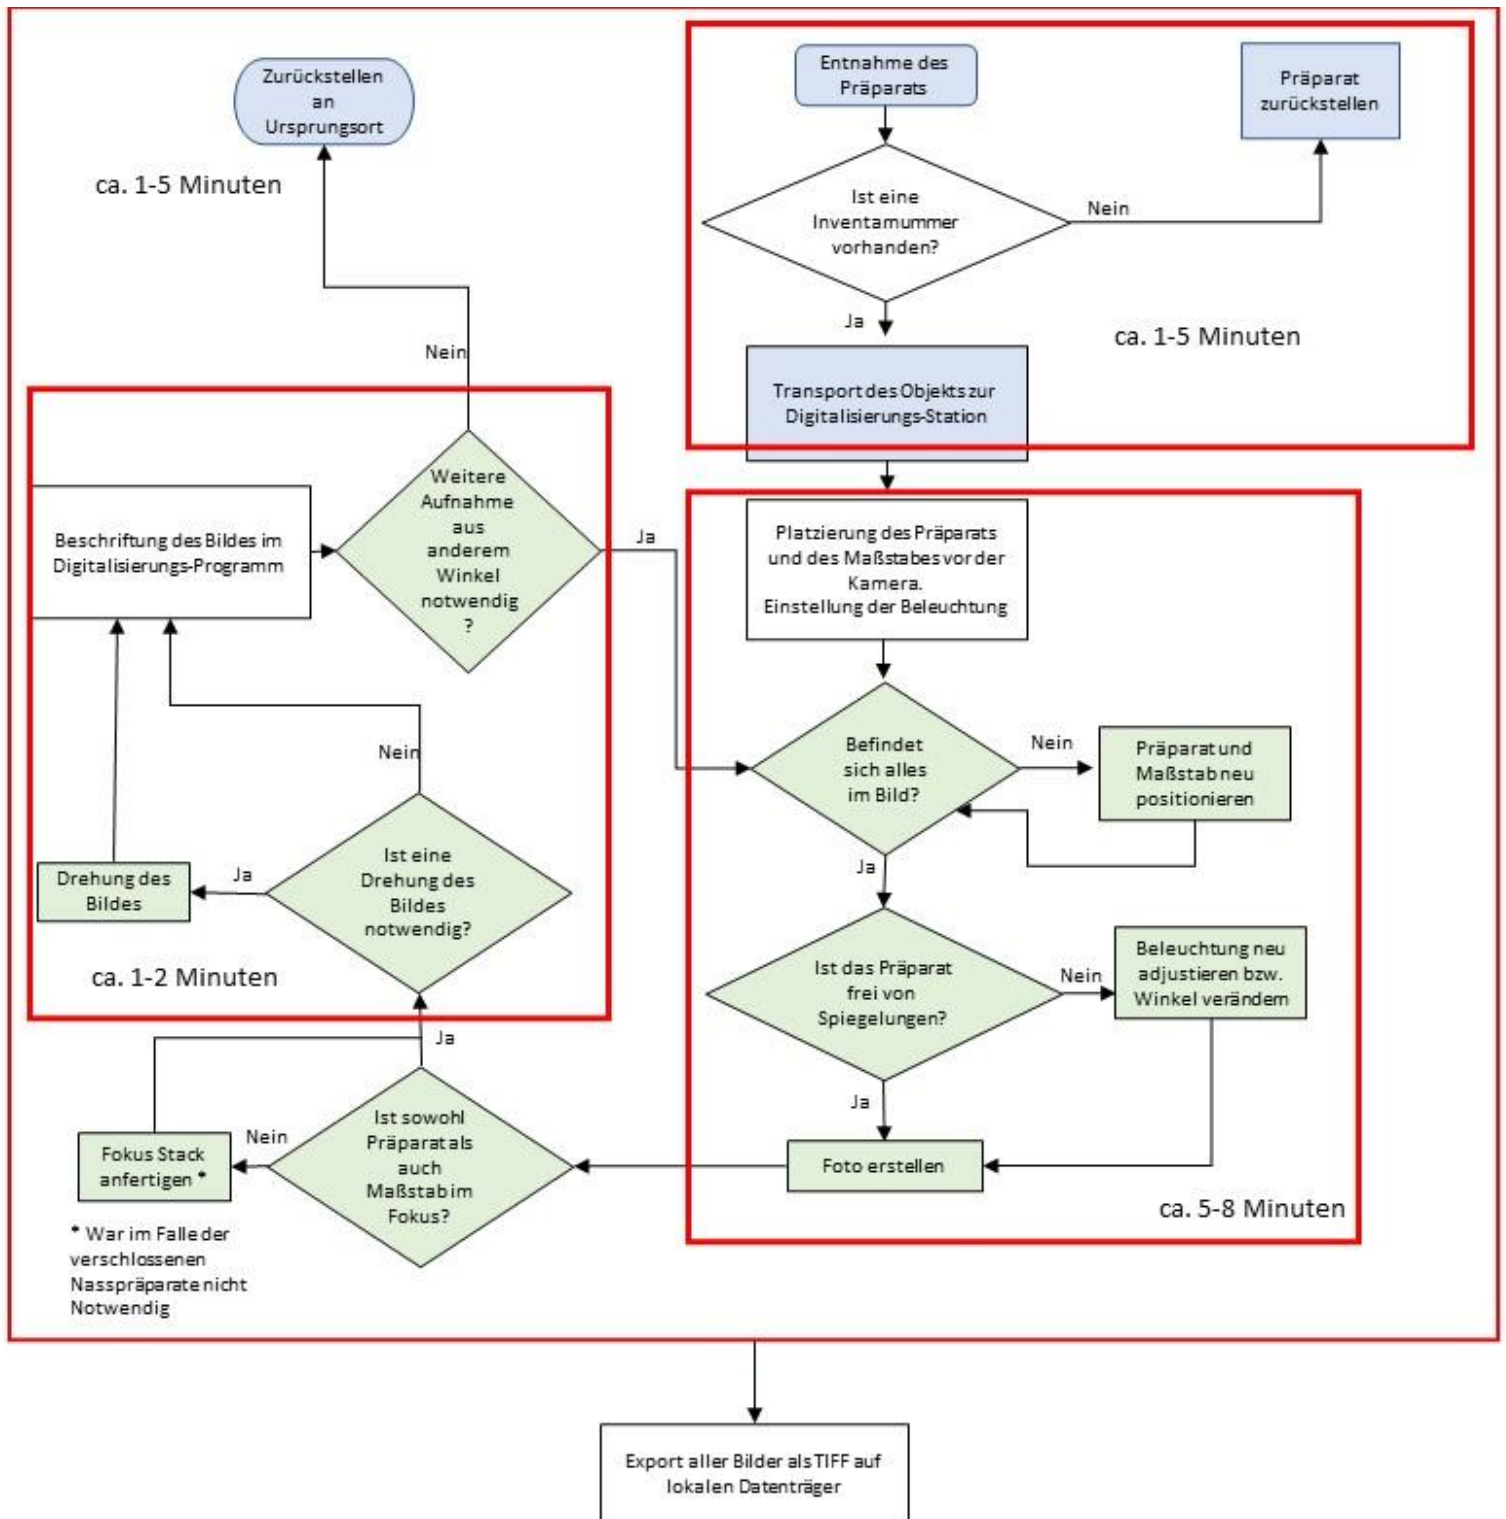 Entnahme des
Präparats
Präparat
zurückstellen
Ist eine
Inventarnummer
vorhanden?
Nein
Ja
ca. 1-5 Minuten
Transport des Objekts zur
Digitalisierungs-Station
Platzierung des Präparats
und des Maßstabes vor der
Kamera.
Einstellung der Beleuchtung
Befindet
sich alles
im Bild?
Nein
Präparat und
Maßstab neu
positionieren
Ja
Ist das Präparat
frei von
Spiegelungen?
Nein
Beleuchtung neu
adjustieren bzw.
Winkel verändern
Ja
Foto erstellen
ca. 5-8 Minuten
Ist sowohl
Präparat als
auch
Maßstab im
Fokus?
Nein
Fokus Stack
anfertigen *
* War im Falle der
verschlossenen
Nasspräparate nicht
Notwendig
Ja
Ist eine
Drehung des
Bildes
notwendig?
Ja
Drehung des
Bildes
Nein
ca. 1-2 Minuten
Beschriftung des Bildes im
Digitalisierungs-Programm
Weitere
Aufnahme
aus
anderem
Winkel
notwendig
?
Ja
Nein
ca. 1-5 Minuten
Zurückstellen
an
Ursprungsort
Export aller Bilder als TIFF auf
lokalen Datenträger